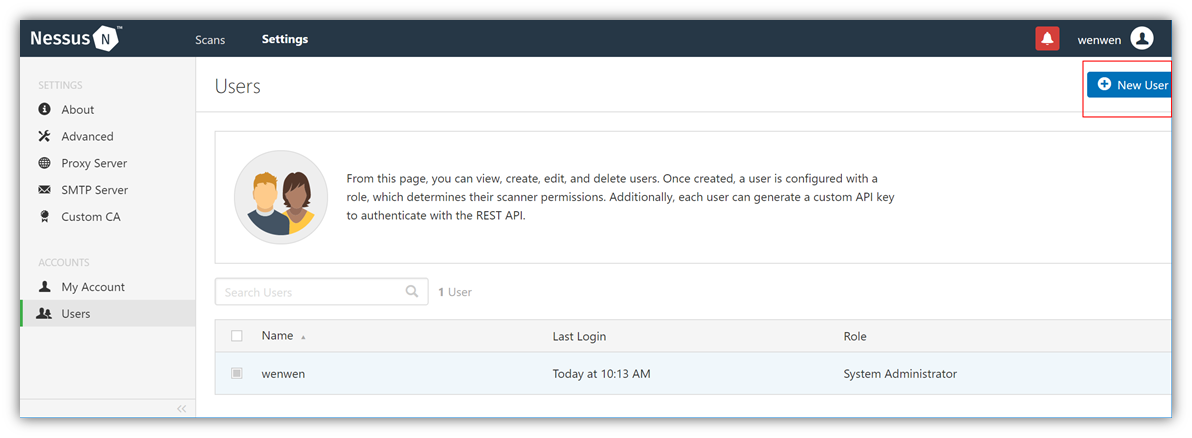 Nessus N ™
Scans
Settings
wenwen
SETTINGS
About
Advanced
Proxy Server
SMTP Server
Custom CA
ACCOUNTS
My Account
Users
Users
New User
From this page, you can view, create, edit, and delete users. Once created, a user is configured with a
role, which determines their scanner permissions. Additionally, each user can generate a custom API key
to authenticate with the REST API.
Search Users
1 User
Name Last Login Role
wenwen Today at 10:13 AM System Administrator